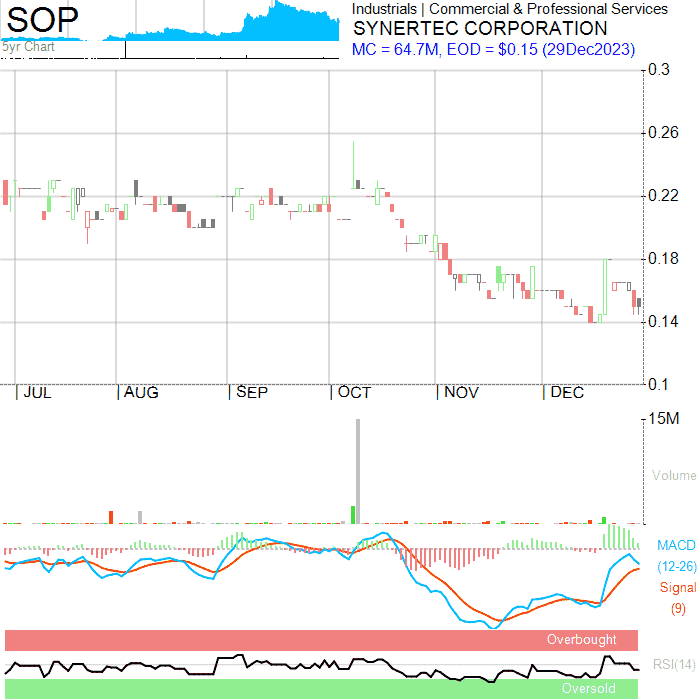 SOP
5yr Chart
Industrials | Commercial & Professional Services
SYNERTEC CORPORATION
MC = 64.7M, EOD = $0.15 (29Dec2023)
0.3
0.26
0.22
0.18
0.14
0.1
| JUL | AUG | SEP | OCT | NOV | DEC
15M
Volume
MACD
(12-26)
Signal
(9)
Overbought
RSI(14)
Oversold